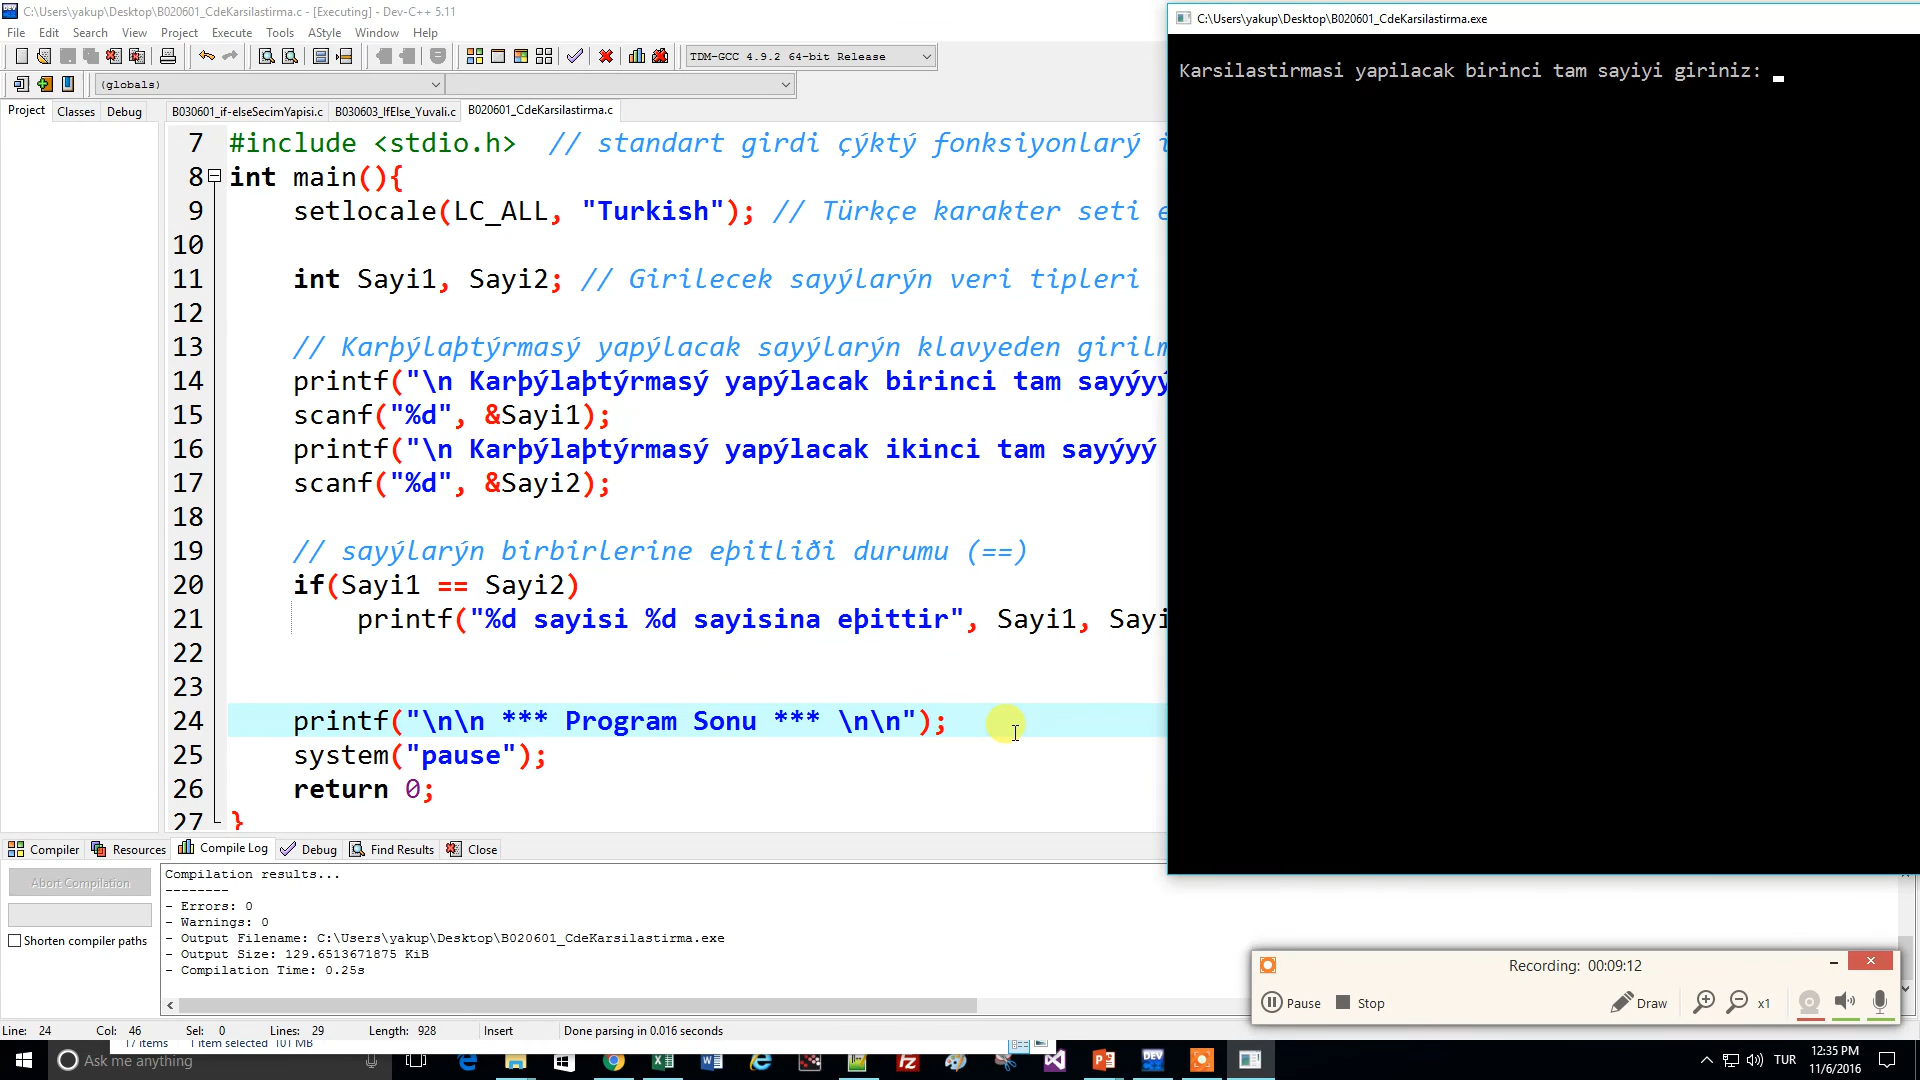 C:\Users\yakup\Desktop\B020601_CdeKarsilastirma.c - [Executing] - Dev-C++ 5.11
File Edit Search View Project Execute Tools AStyle Window Help
TDM-GCC 4.9.2 64-bit Release
(globals)
Project Classes Debug
B030601_if-elseSecimYapisi.c B030603_IfElse_Yuvali.c B020601_CdeKarsilastirma.c
7 #include <stdio.h> // standart girdi çýktý fonksiyonlarý
8 int main(){
9 setlocale(LC_ALL, "Turkish"); // Türkçe karakter seti
10
11 int Sayi1, Sayi2; // Girilecek sayýlarýn veri tipleri
12
13 // Karþýlaþtýrmasý yapýlacak sayýlarýn klavyeden
14 printf("\n Karþýlaþtýrmasý yapýlacak birinci tam sayýyý
15 scanf("%d", &Sayi1);
16 printf("\n Karþýlaþtýrmasý yapýlacak ikinci tam sayýyý
17 scanf("%d", &Sayi2);
18
19 // sayýlarýn birbirlerine eþitliði durumu (==)
20 if(Sayi1 == Sayi2)
21 printf("%d sayisi %d sayisina eþittir", Sayi1, Sayi
22
23
24 printf("\n\n *** Program Sonu *** \n\n");
25 system("pause");
26 return 0;
27 }
C:\Users\yakup\Desktop\B020601_CdeKarsilastirma.exe
Karsilastirmasi yapilacak birinci tam sayiyi giriniz:
Compiler Resources Compile Log Debug Find Results Close
Abort Compilation
Shorten compiler paths
Compilation results...
--------
- Errors: 0
- Warnings: 0
- Output Filename: C:\Users\yakup\Desktop\B020601_CdeKarsilastirma.exe
- Output Size: 129.6513671875 KiB
- Compilation Time: 0.25s
Recording: 00:09:12
Pause Stop Draw x1
Line: 24 Col: 46 Sel: 0 Lines: 29 Length: 928 Insert Done parsing in 0.016 seconds
17 items 1 item selected 101 MB
Ask me anything
TUR
12:35 PM
11/6/2016